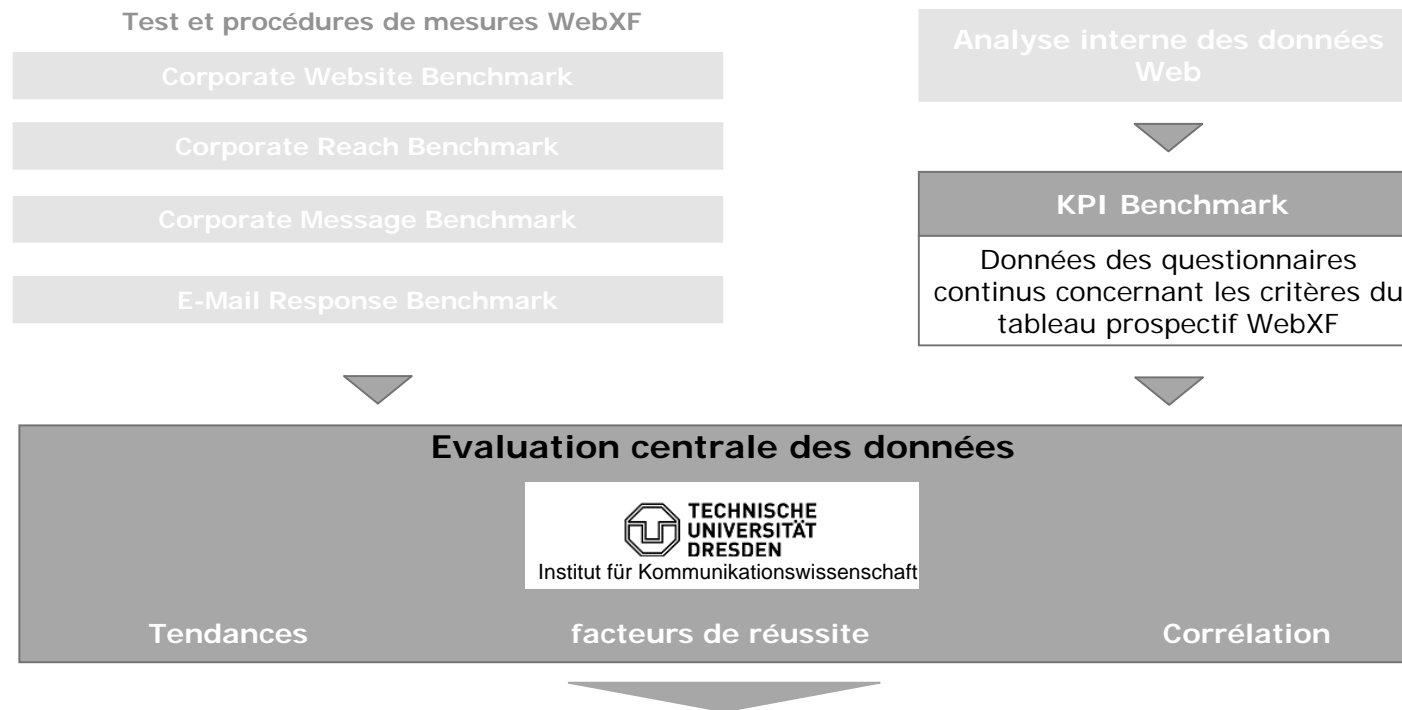 Test et procédures de mesures WebXF
Corporate Website Benchmark
Corporate Reach Benchmark
Corporate Message Benchmark
E-Mail Response Benchmark
Analyse interne des données
Web
KPI Benchmark
Données des questionnaires
continus concernant les critères du
tableau prospectif WebXF
Evaluation centrale des données
TECHNISCHE
UNIVERSITÄT
DRESDEN
Institut für Kommunikationswissenschaft
Tendances facteurs de réussite Corrélation